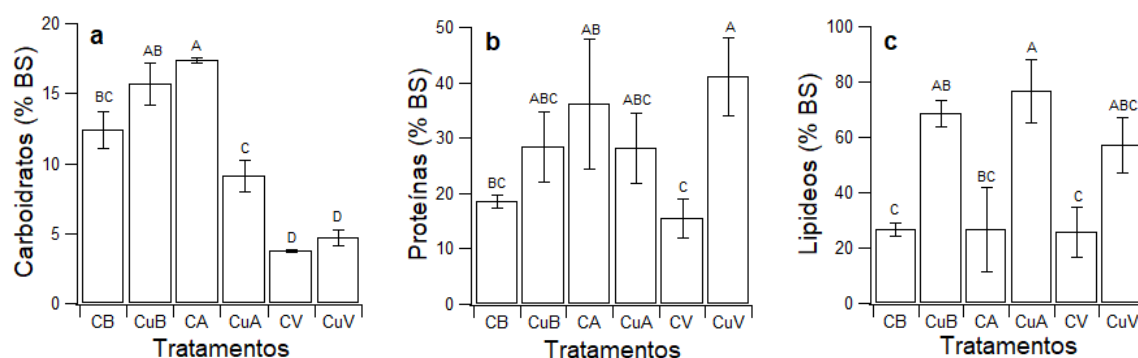 a
Carboidratos (% BS)
20
15
10
5
0
BC AB A C D D
CB CuB CA CuA CV CuV
Tratamentos
b
Proteínas (% BS)
50
40
30
20
10
0
BC ABC AB ABC C A
CB CuB CA CuA CV CuV
Tratamentos
c
Lipideos (% BS)
100
80
60
40
20
0
C AB BC A C ABC
CB CuB CA CuA CV CuV
Tratamentos